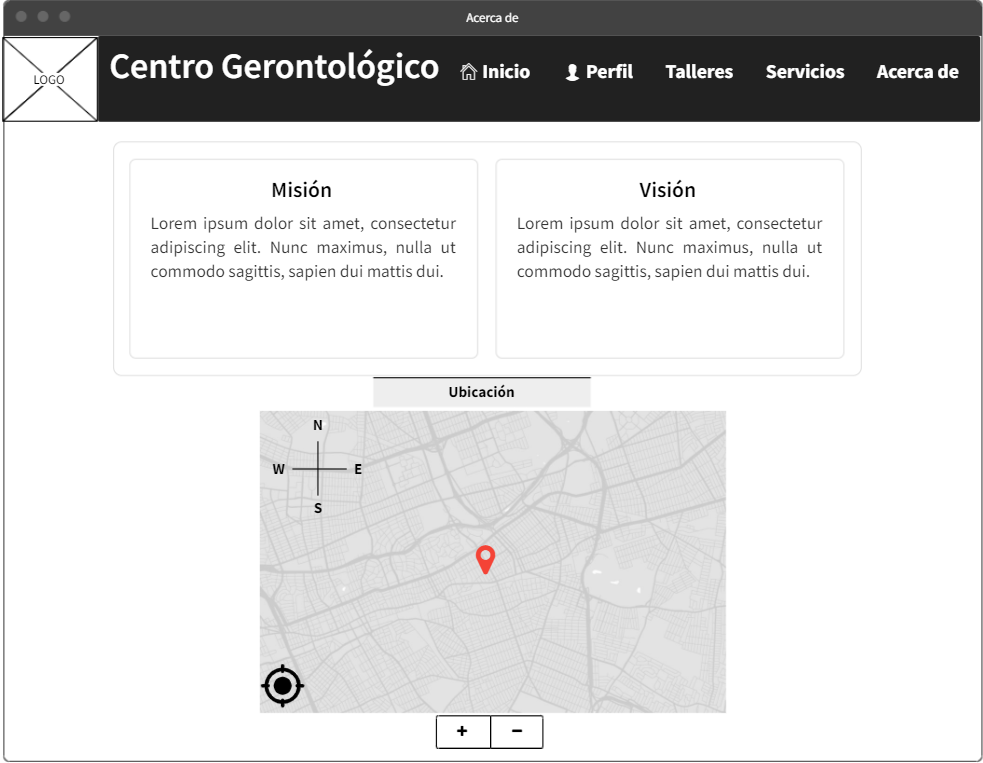 Acerca de
LOGO
Centro Gerontológico
Inicio
Perfil
Talleres
Servicios
Acerca de
Misión
Lorem ipsum dolor sit amet, consectetur
adipiscing elit. Nunc maximus, nulla ut
commodo sagittis, sapien dui mattis dui.
Visión
Lorem ipsum dolor sit amet, consectetur
adipiscing elit. Nunc maximus, nulla ut
commodo sagittis, sapien dui mattis dui.
Ubicación
N
W E
S
+ −